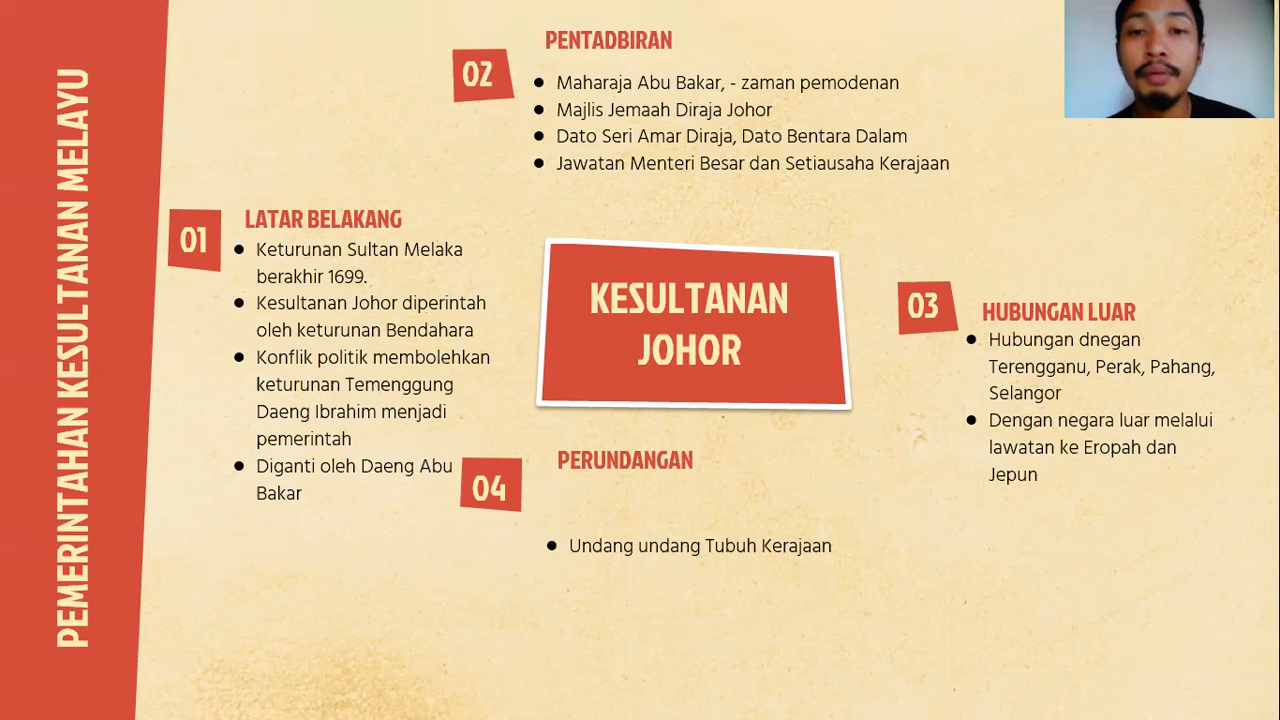 PEMERINTAHAN KESULTANAN MELAYU
01
LATAR BELAKANG
● Keturunan Sultan Melaka
berakhir 1699.
● Kesultanan Johor diperintah
oleh keturunan Bendahara
● Konflik politik membolehkan
keturunan Temenggung
Daeng Ibrahim menjadi
pemerintah
● Diganti oleh Daeng Abu
Bakar
02
PENTADBIRAN
● Maharaja Abu Bakar, - zaman pemodenan
● Majlis Jemaah Diraja Johor
● Dato Seri Amar Diraja, Dato Bentara Dalam
● Jawatan Menteri Besar dan Setiausaha Kerajaan
KESULTANAN
JOHOR
03
HUBUNGAN LUAR
● Hubungan dnegan
Terengganu, Perak, Pahang,
Selangor
● Dengan negara luar melalui
lawatan ke Eropah dan
Jepun
04
PERUNDANGAN
● Undang undang Tubuh Kerajaan